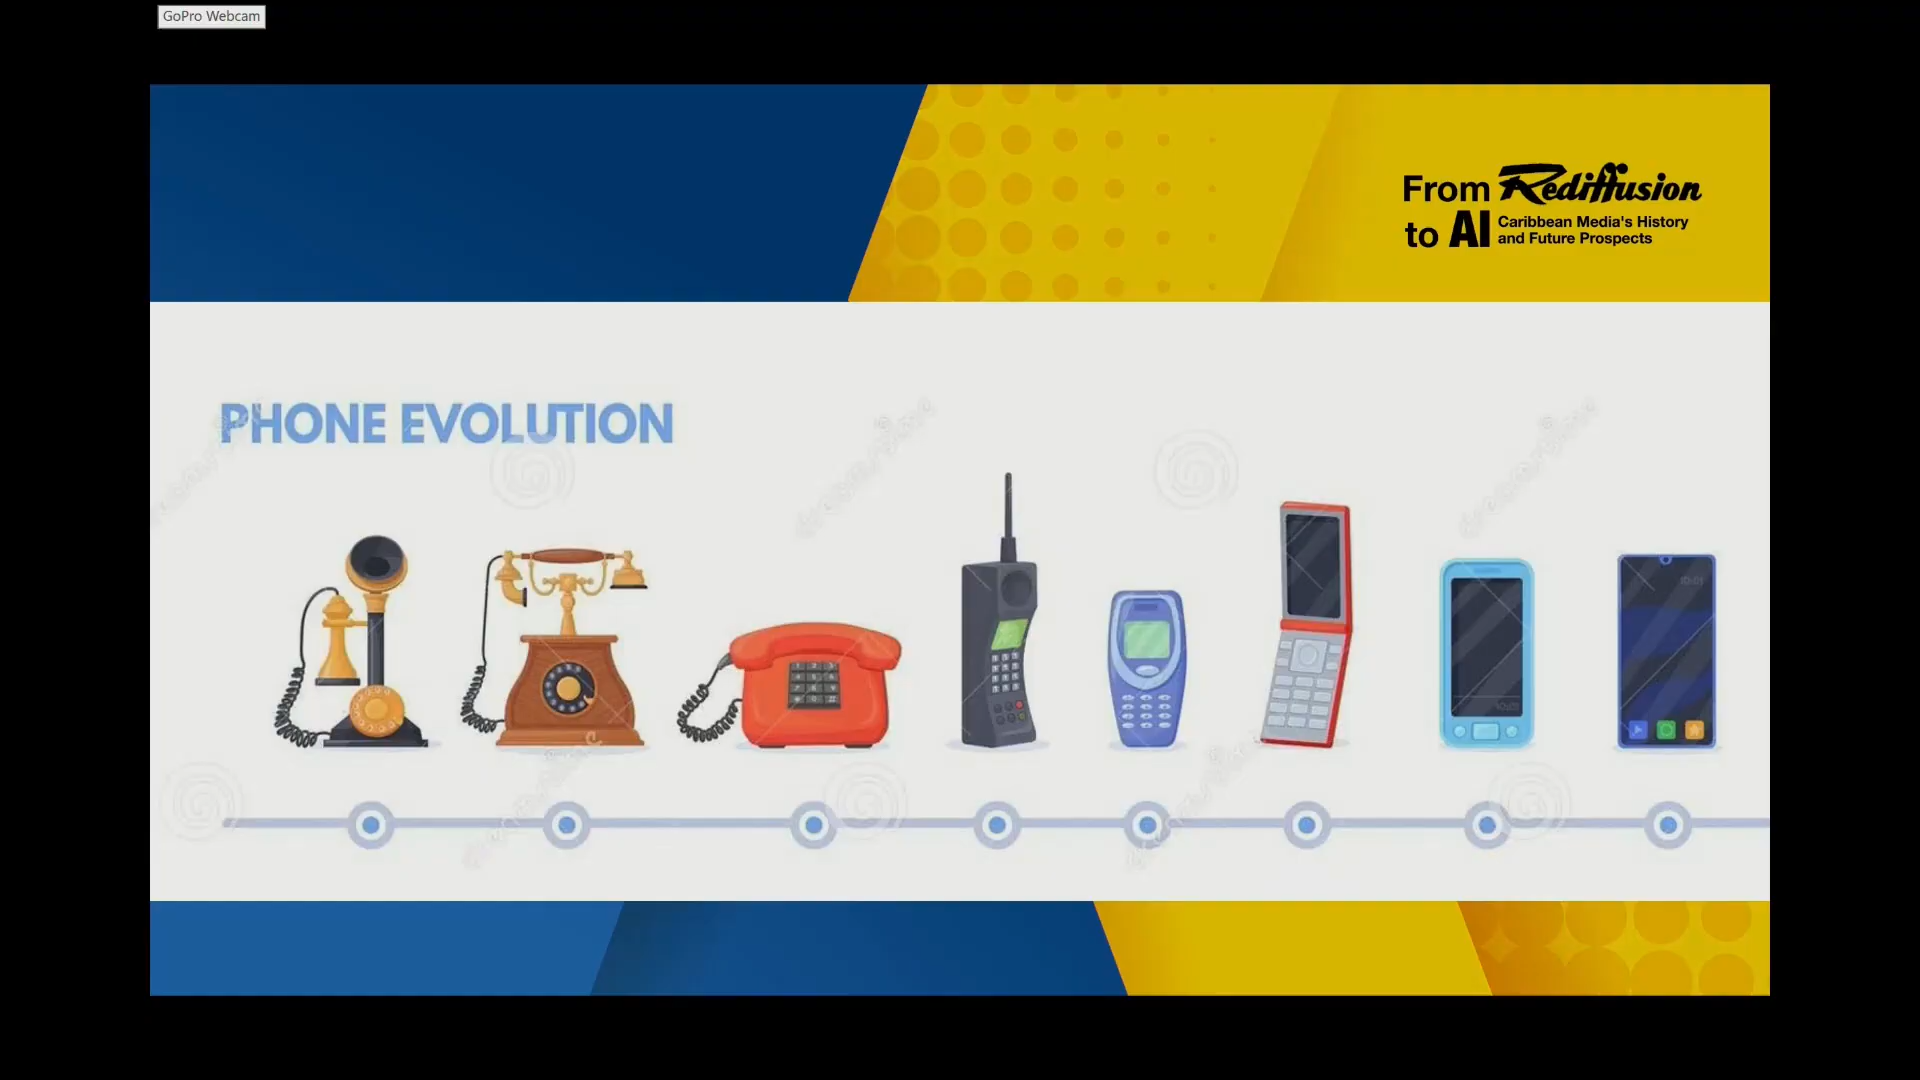 GoPro Webcam
From Rediffusion
to AI Caribbean Media's History
and Future Prospects
PHONE EVOLUTION